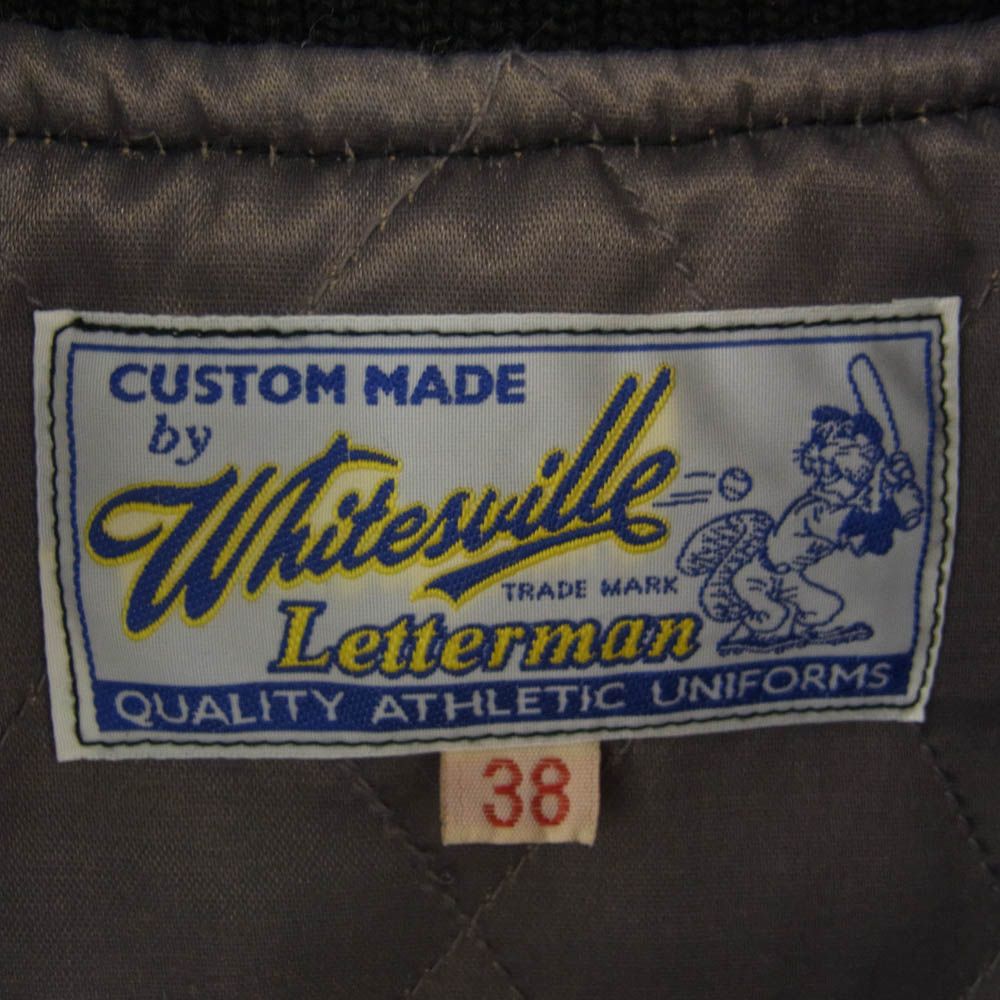 CUSTOM MADE
by
Whitesville
TRADE MARK
Letterman
QUALITY ATHLETIC UNIFORMS
38